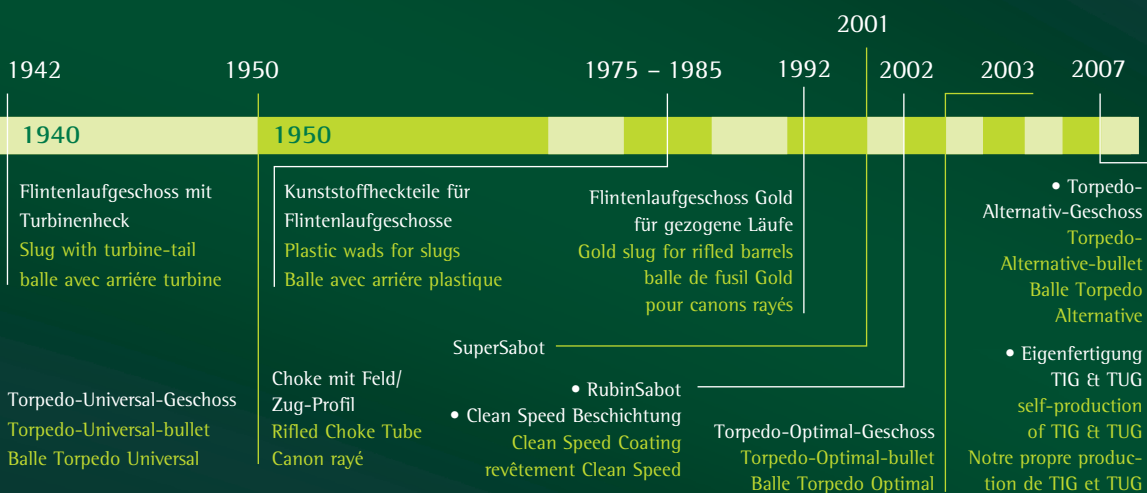 2001
1942
1950
1975 – 1985
1992
2002
2003
2007
1940
1950
Flintenlaufgeschoss mit
Turbinenheck
Slug with turbine-tail
balle avec arriére turbine
Kunststoffheckteile für
Flintenlaufgeschosse
Plastic wads for slugs
Balle avec arriére plastique
Flintenlaufgeschoss Gold
für gezogene Läufe
Gold slug for rifled barrels
balle de fusil Gold
pour canons rayés
• Torpedo-
Alternativ-Geschoss
Torpedo-
Alternative-bullet
Balle Torpedo
Alternative
SuperSabot
Torpedo-Universal-Geschoss
Torpedo-Universal-bullet
Balle Torpedo Universal
Choke mit Feld/
Zug-Profil
Rifled Choke Tube
Canon rayé
• RubinSabot
• Clean Speed Beschichtung
Clean Speed Coating
revêtement Clean Speed
Torpedo-Optimal-Geschoss
Torpedo-Optimal-bullet
Balle Torpedo Optimal
• Eigenfertigung
TIG & TUG
self-production
of TIG & TUG
Notre propre produc-
tion de TIG et TUG